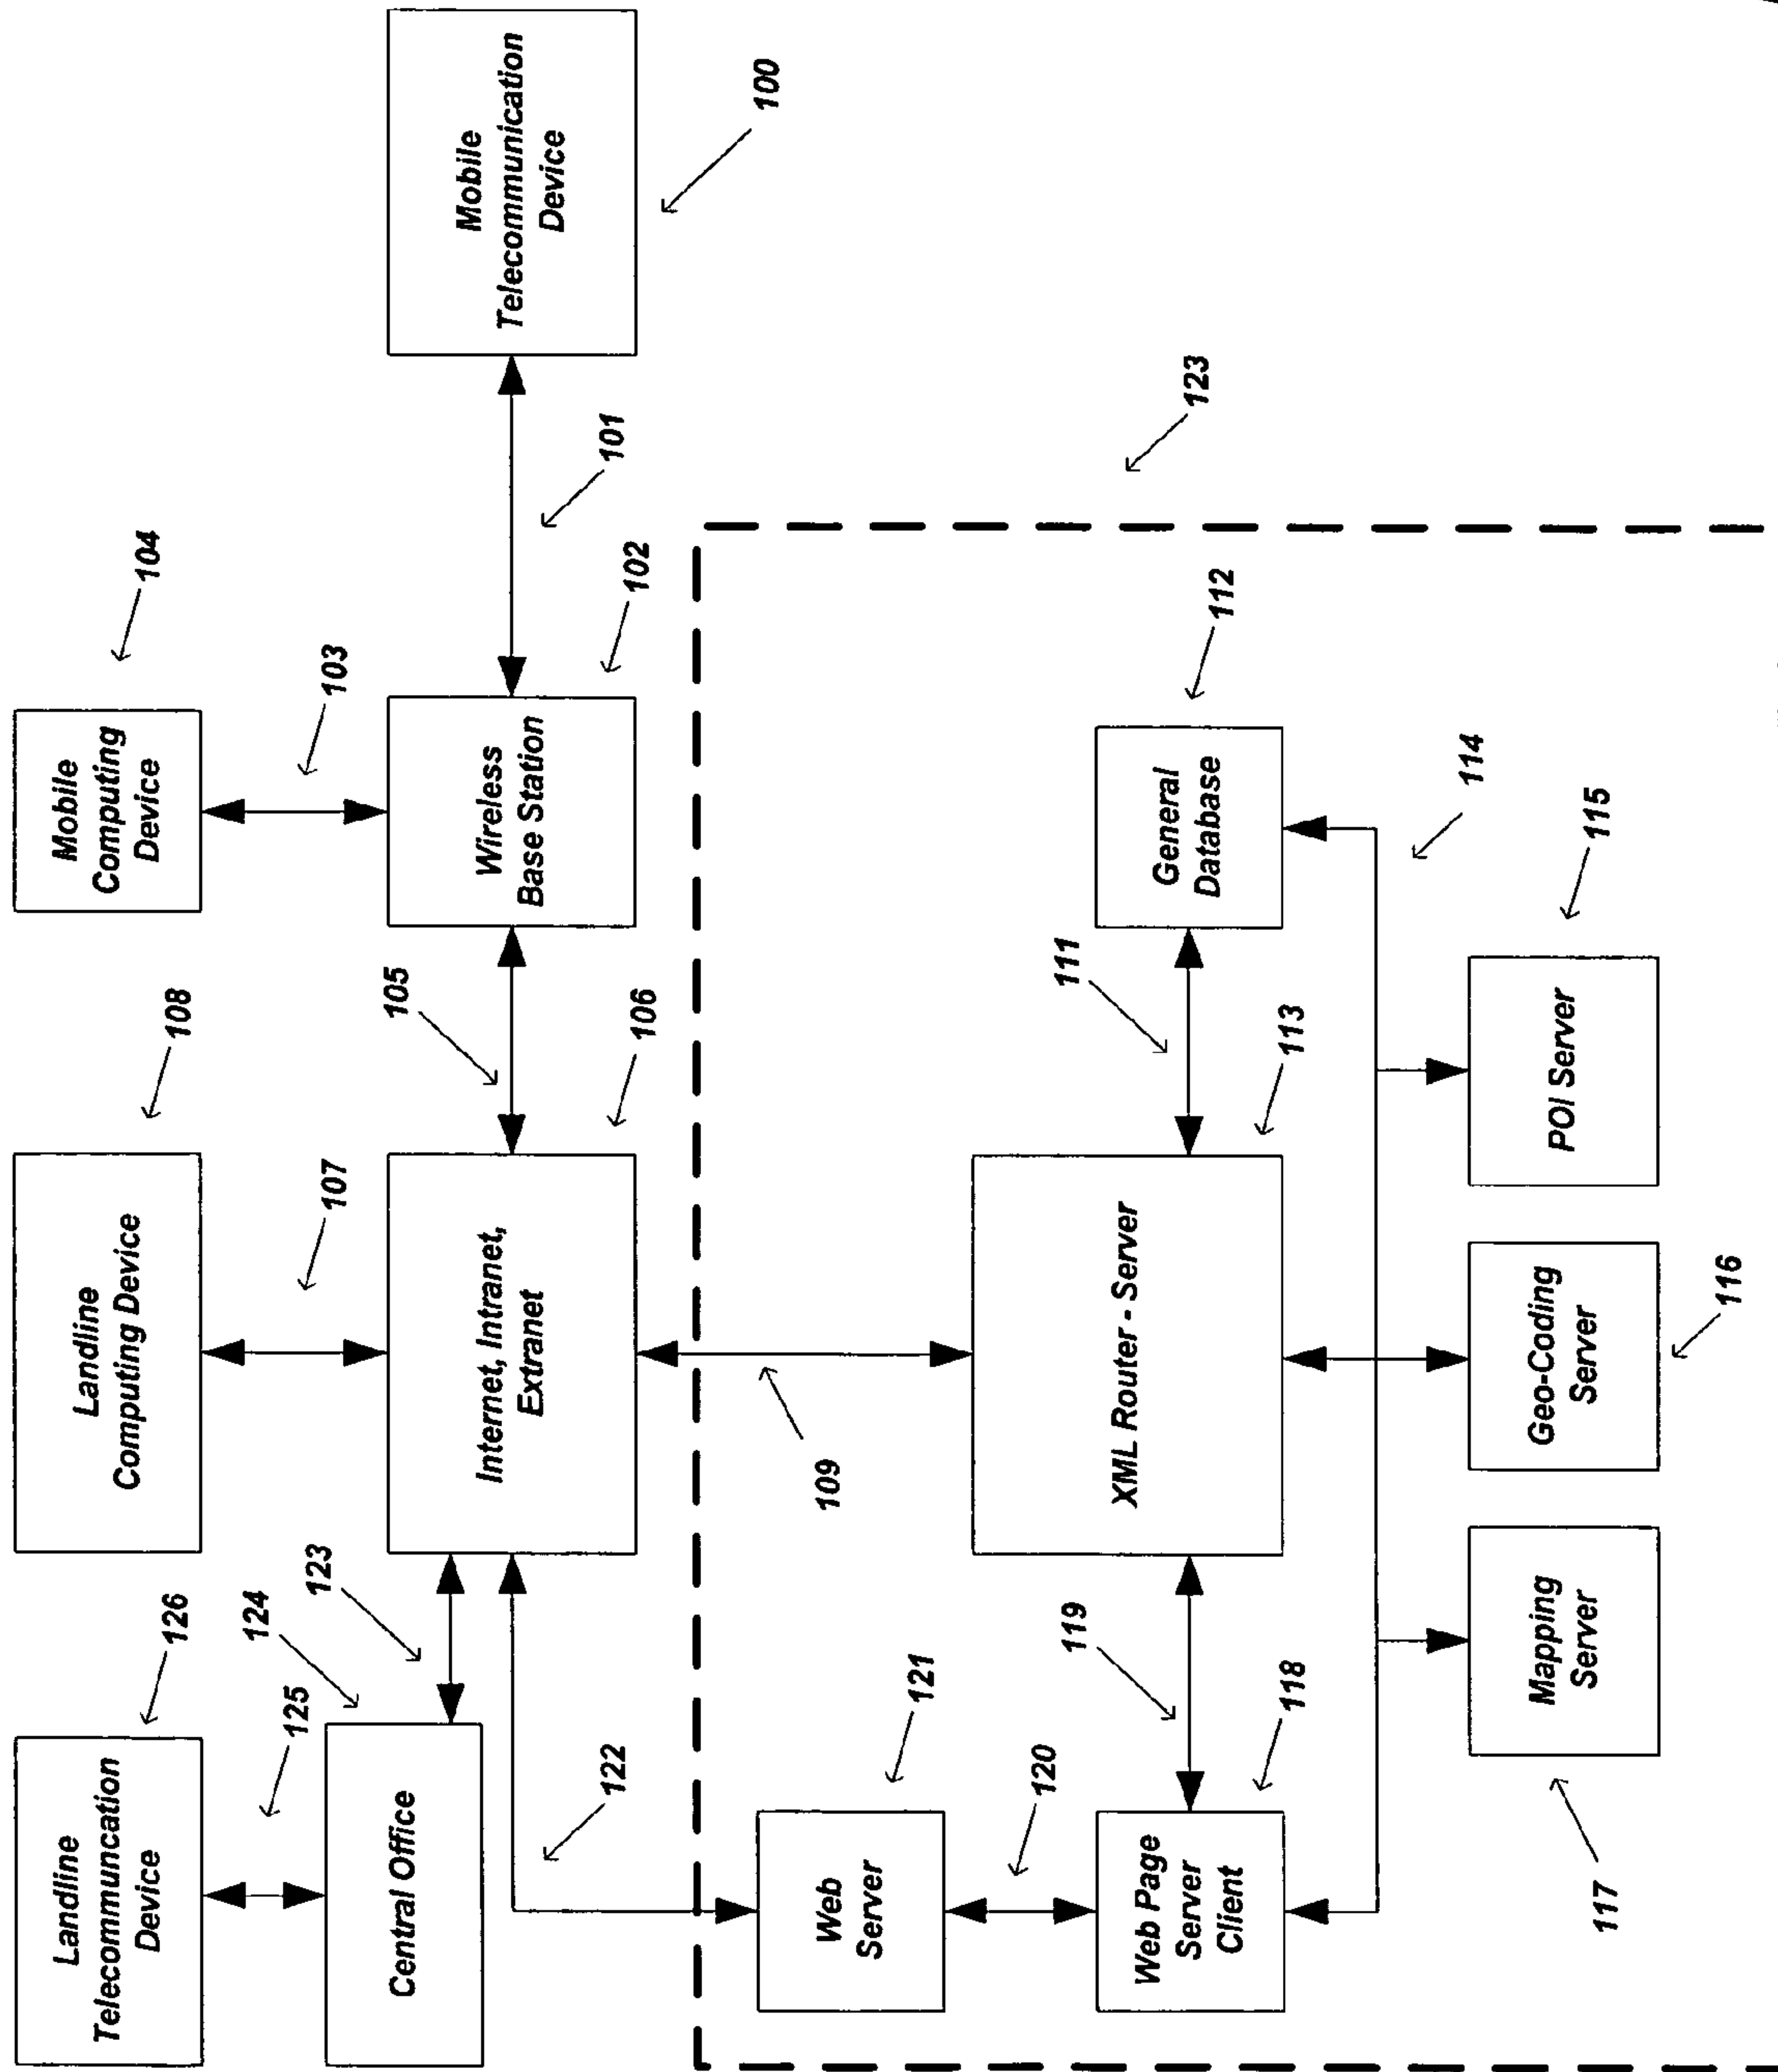 Landline
Telecommuncation
Device
126
Landline
Computing Device
108
Mobile
Computing
Device
104
125
124
123
107
103
Central Office
Internet, Intranet,
Extranet
105
Wireless
Base Station
Mobile
Telecommunication
Device
122
106
102
101
100
109
Web
Server
121
120
Web Page
Server
Client
119
118
XML Router - Server
111
113
General
Database
112
123
114
Mapping
Server
117
Geo-Coding
Server
116
POI Server
115